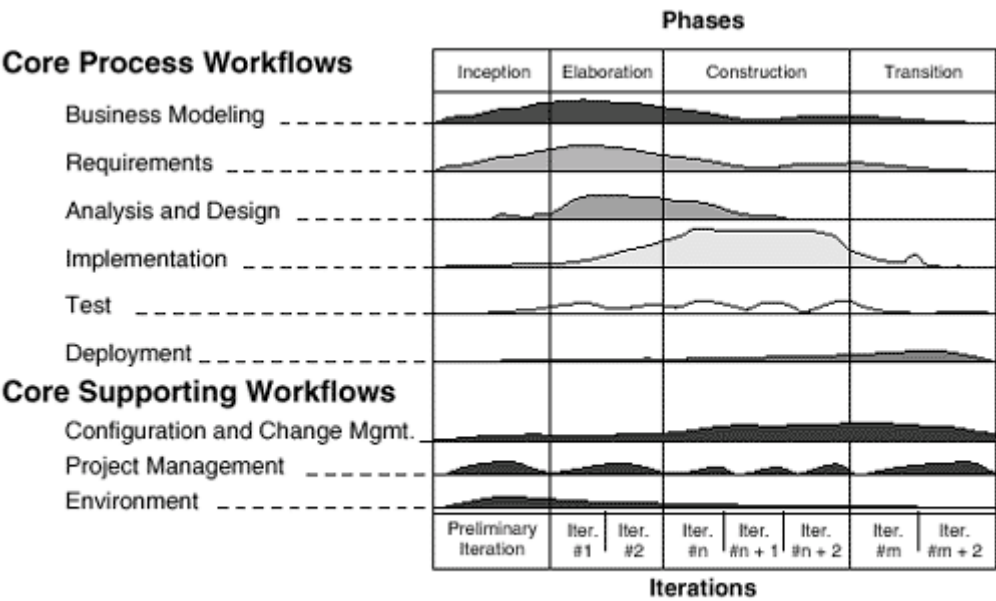 Phases
Core Process Workflows
Inception Elaboration Construction Transition
Business Modeling
Requirements
Analysis and Design
Implementation
Test
Deployment
Core Supporting Workflows
Configuration and Change Mgmt.
Project Management
Environment
Preliminary Iteration
Iter. #1
Iter. #2
Iter. #n
Iter. #n + 1
Iter. #n + 2
Iter. #m
Iter. #m + 2
Iterations